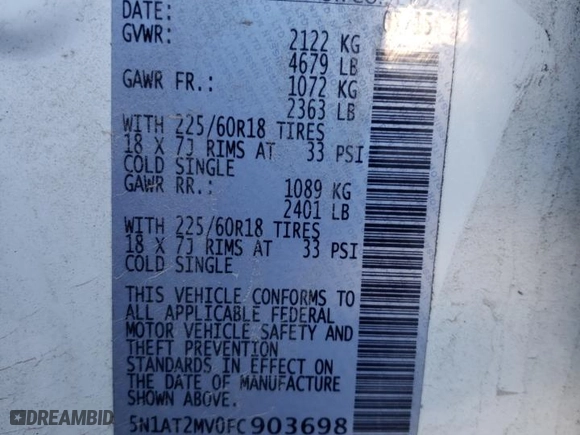 DATE:
GVWR: 2122 KG
4679 LB
GAWR FR.: 1072 KG
2363 LB
WITH 225/60R18 TIRES
18 X 7J RIMS AT 33 PSI
COLD SINGLE
GAWR RR.: 1089 KG
2401 LB
WITH 225/60R18 TIRES
18 X 7J RIMS AT 33 PSI
COLD SINGLE
THIS VEHICLE CONFORMS TO
ALL APPLICABLE FEDERAL
MOTOR VEHICLE SAFETY AND
THEFT PREVENTION
STANDARDS IN EFFECT ON
THE DATE OF MANUFACTURE
5N1AT2MV0FC903698
DREAMBID